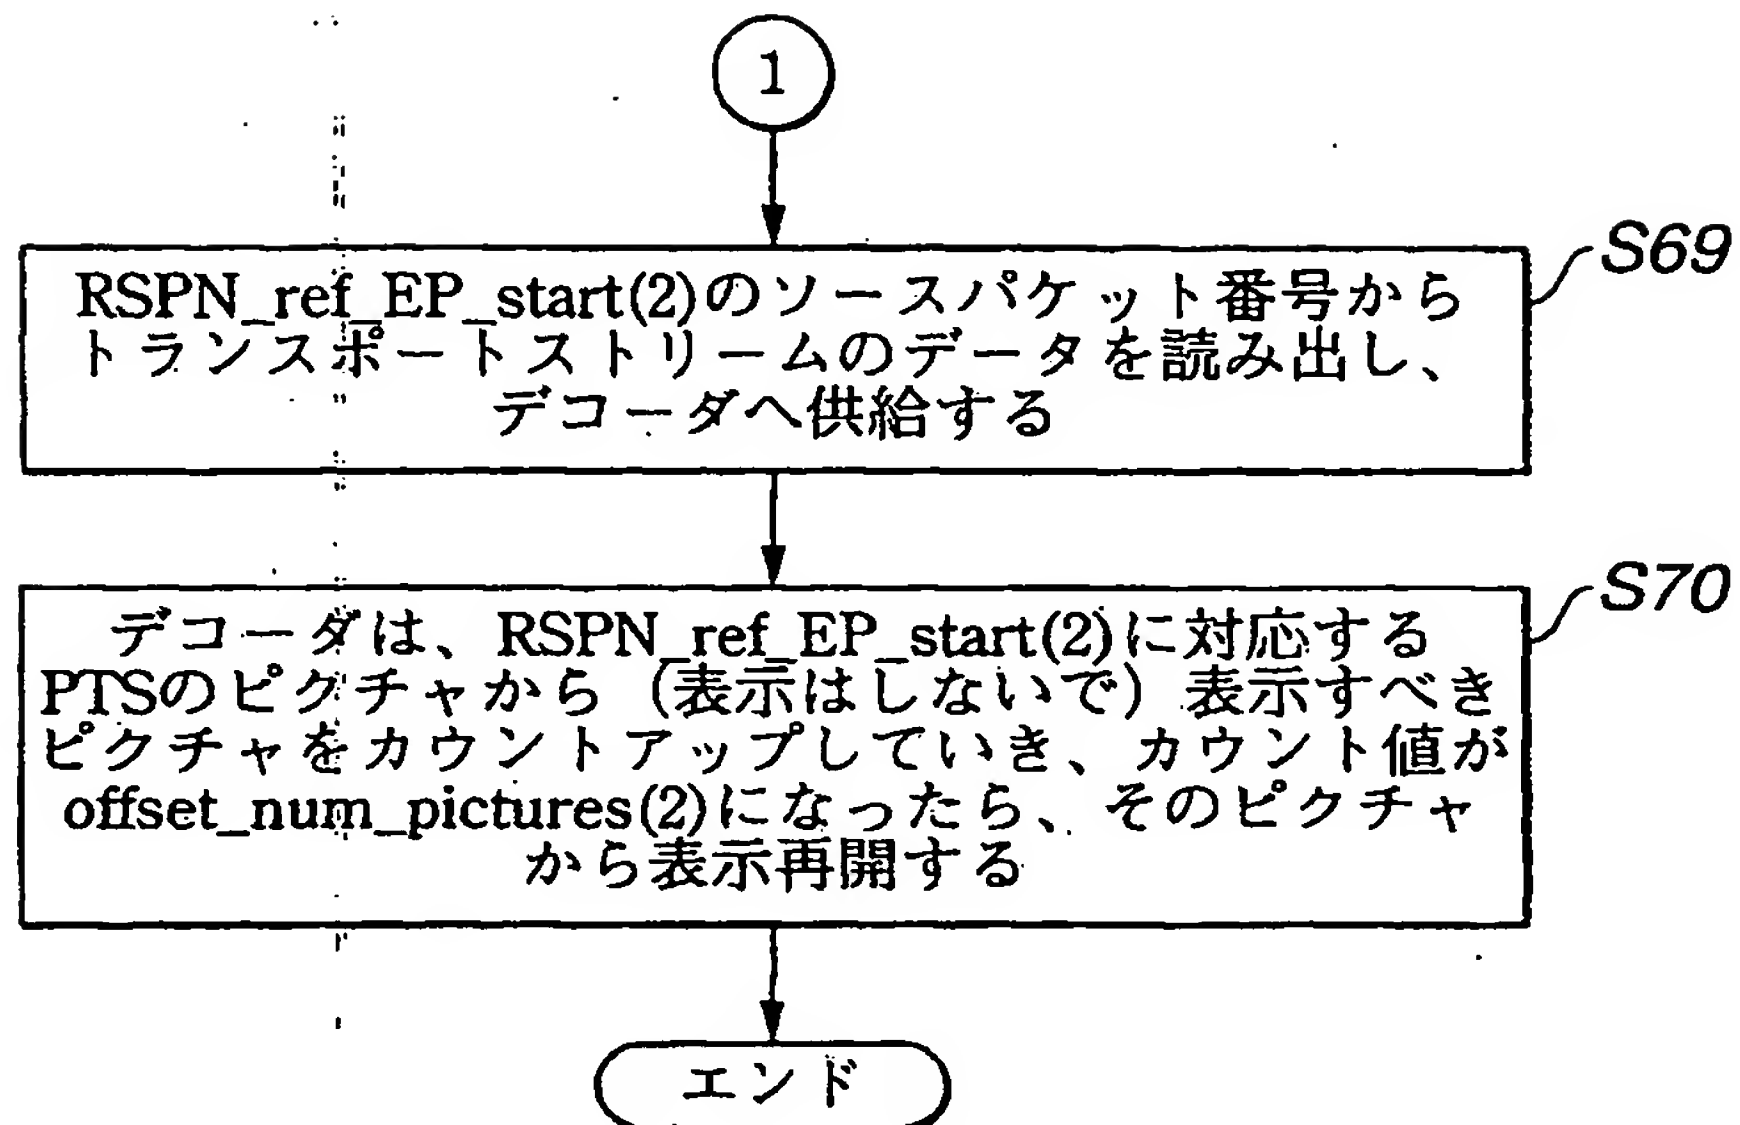 1
S69
RSPN_ref_EP_start(2)のソースパケット番号から
トランスポートストリームのデータを読み出し、
デコーダへ供給する
S70
デコーダは、RSPN_ref_EP_start(2)に対応する
PTSのピクチャから（表示はしないで）表示すべき
ピクチャをカウントアップしていき、カウント値が
offset_num_pictures(2)になったら、そのピクチャ
から表示再開する
エンド